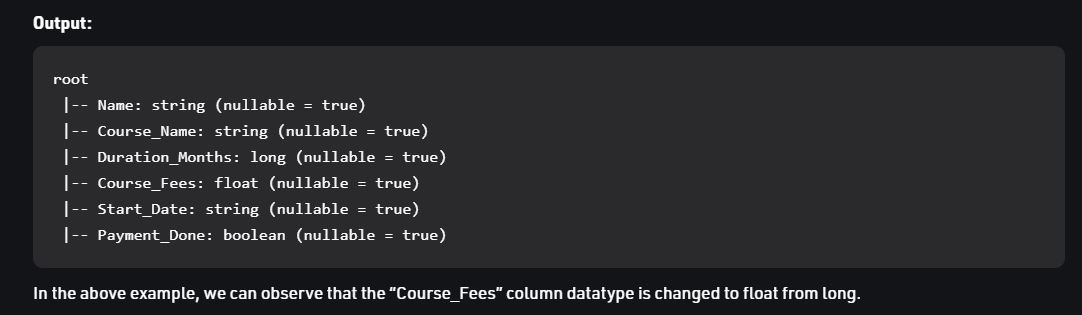 Output:
root
|-- Name: string (nullable = true)
|-- Course_Name: string (nullable = true)
|-- Duration_Months: long (nullable = true)
|-- Course_Fees: float (nullable = true)
|-- Start_Date: string (nullable = true)
|-- Payment_Done: boolean (nullable = true)
In the above example, we can observe that the “Course_Fees” column datatype is changed to float from long.